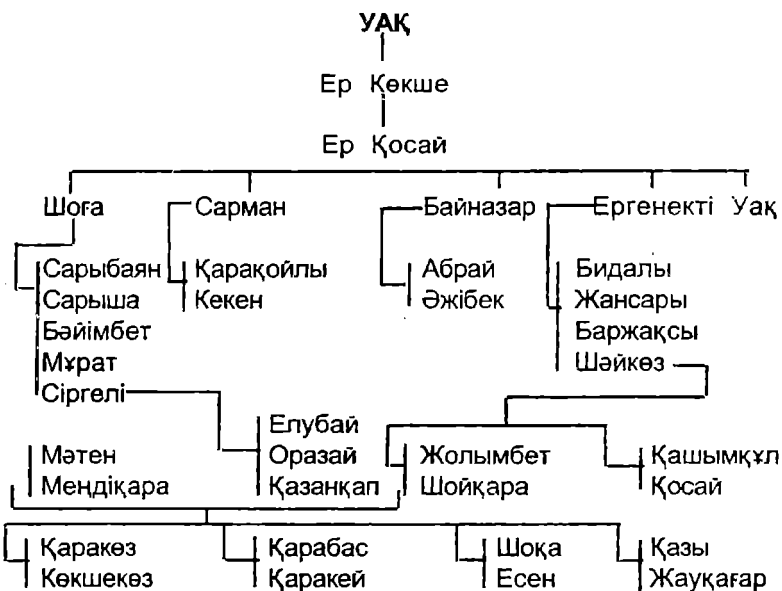 УАҚ
Ер Көкше
Ер Қосай
Шоға Сарман Байназар Ергенекті Уақ
Сарыбаян Қарақойлы Абрай Бидалы
Сарыша Кекен Әжібек Жансары
Бәйімбет Баржақсы
Мұрат Шәйкөз
Сіргелі
Елубай
Мәтен Оразай Жолымбет Қашымқұл
Меңдіқара Қазанқап Шойқара Қосай
Қаракөз Қарабас Шоқа Қазы
Көкшекөз Қаракей Есен Жауқағар